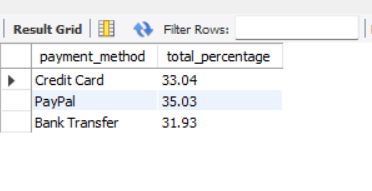 Result Grid Filter Rows:
payment_method total_percentage
Credit Card 33.04
PayPal 35.03
Bank Transfer 31.93